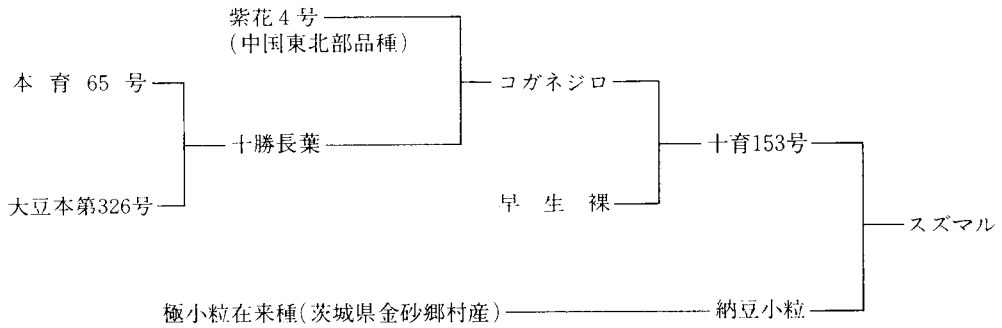 紫花4号
(中国東北部品種)
本育65号
コガネジロ
十勝長葉
十育153号
大豆本第326号
早生裸
スズマル
極小粒在来種(茨城県金砂郷村産)
納豆小粒